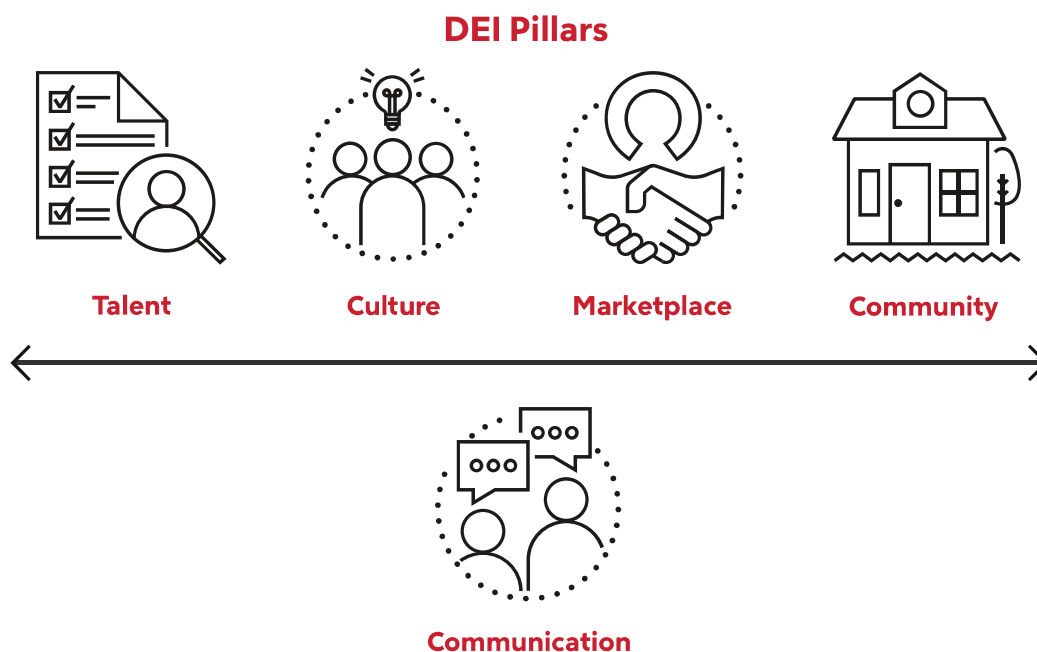 DEI Pillars
Talent
Culture
Marketplace
Community
Communication